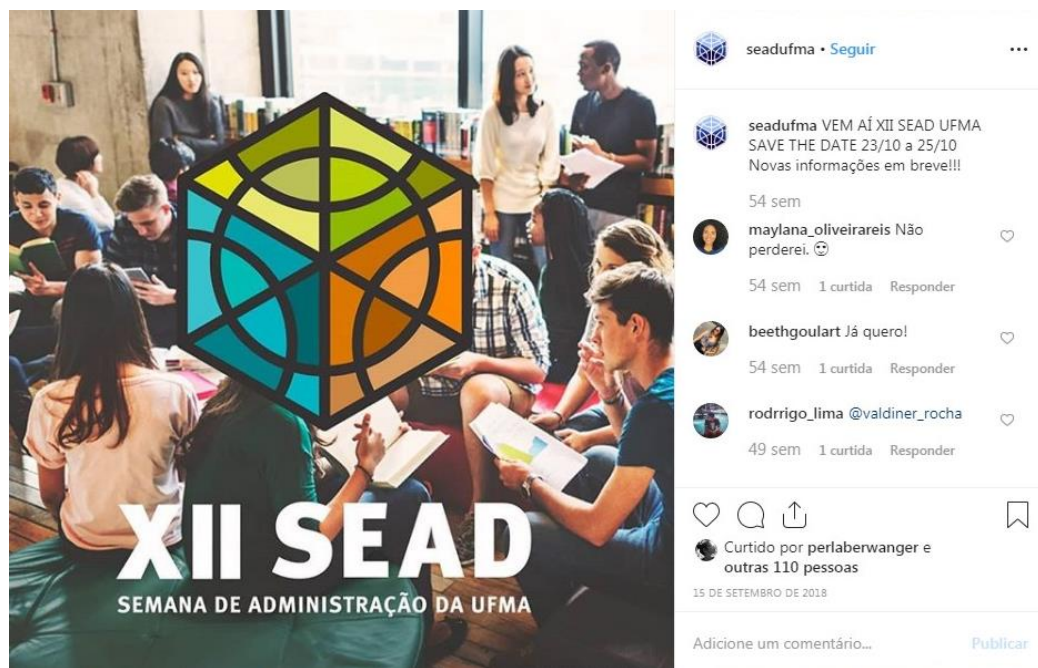 XII SEAD
SEMANA DE ADMINISTRAÇÃO DA UFMA
seadufma • Seguir
seadufma VEM AÍ XII SEAD UFMA
SAVE THE DATE 23/10 a 25/10
Novas informações em breve!!!
54 sem
maylana_oliveirareis Não
perderei. 😍
54 sem 1 curtida Responder
beethgoulart Já quero!
54 sem 1 curtida Responder
rodrrigo_lima @valdiner_rocha
49 sem 1 curtida Responder
Curtido por perlaberwanger e
outras 110 pessoas
15 DE SETEMBRO DE 2018
Adicione um comentário... Publicar